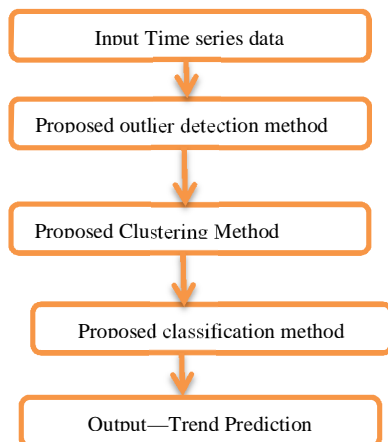 Input Time series data
Proposed outlier detection method
Proposed Clustering Method
Proposed classification method
Output—Trend Prediction